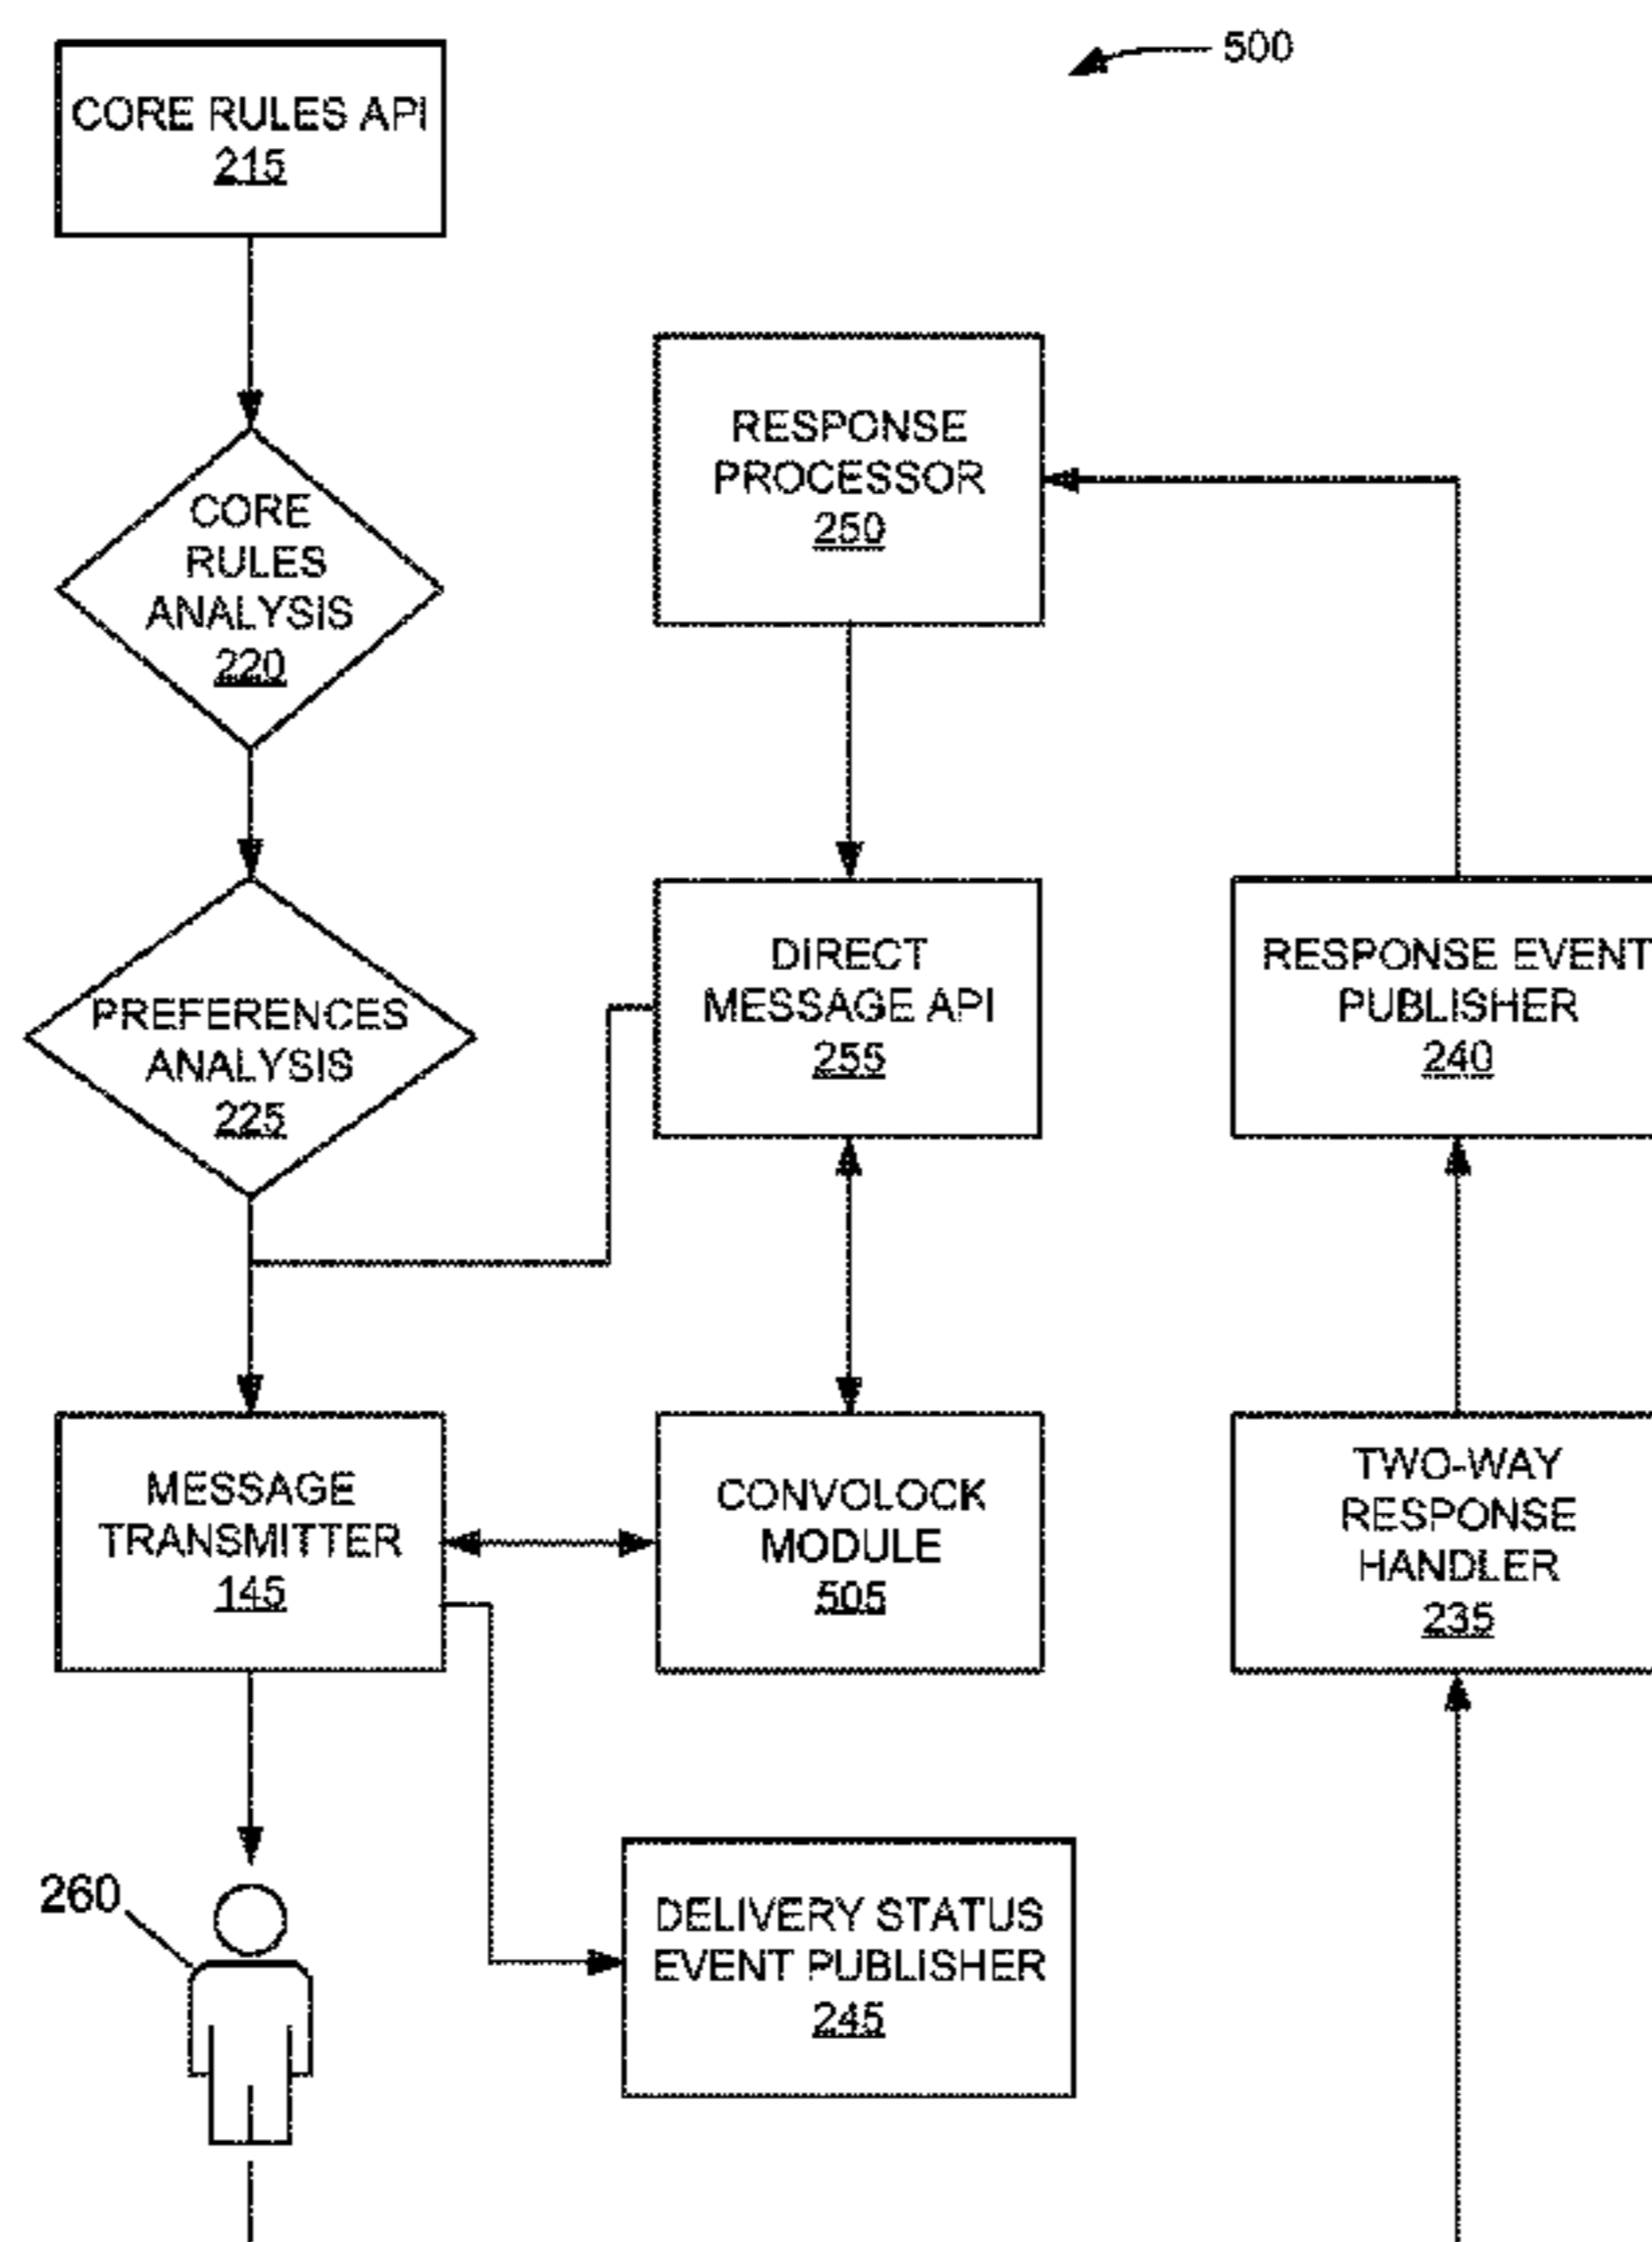 500
CORE RULES API
215
CORE
RULES
ANALYSIS
220
RESPONSE
PROCESSOR
250
PREFERENCES
ANALYSIS
225
DIRECT
MESSAGE API
255
RESPONSE EVENT
PUBLISHER
240
MESSAGE
TRANSMITTER
145
CONVOLOCK
MODULE
505
TWO-WAY
RESPONSE
HANDLER
235
260
DELIVERY STATUS
EVENT PUBLISHER
245